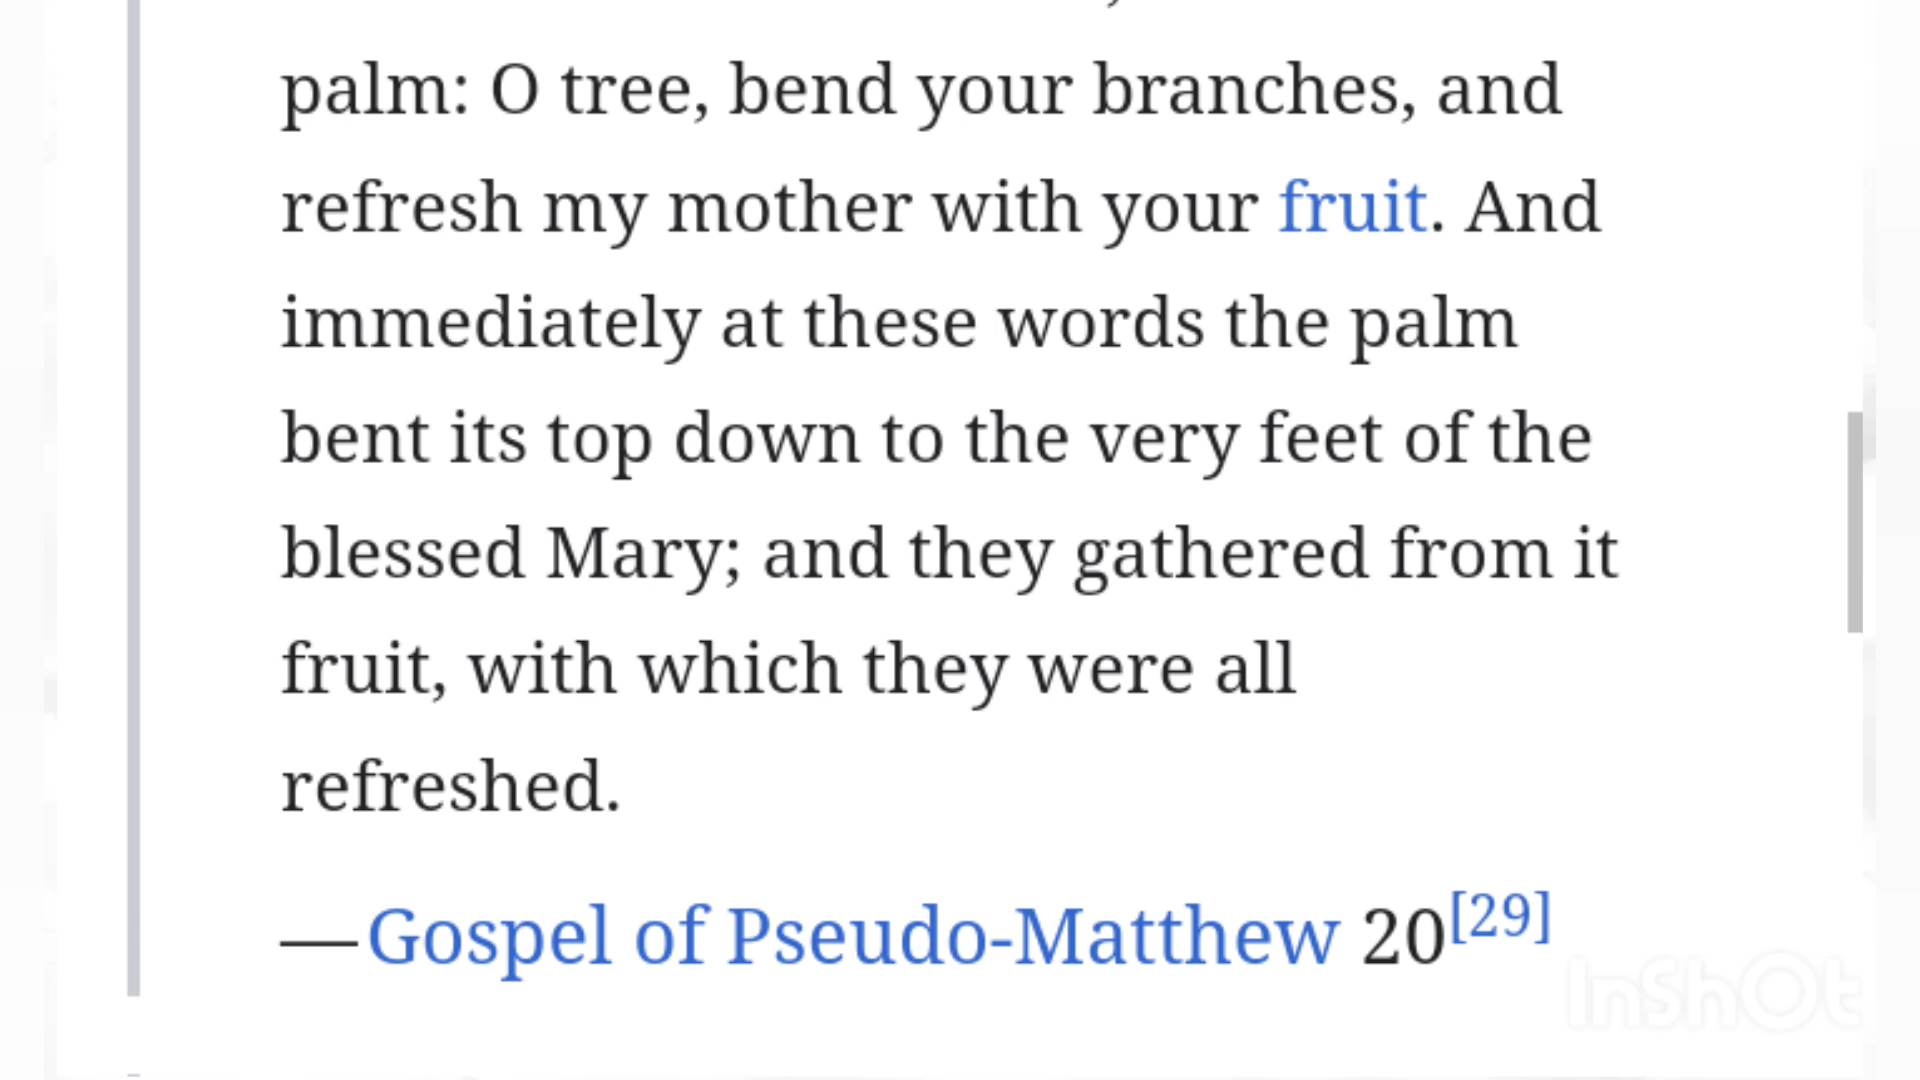 palm: O tree, bend your branches, and
refresh my mother with your fruit. And
immediately at these words the palm
bent its top down to the very feet of the
blessed Mary; and they gathered from it
fruit, with which they were all
refreshed.
—Gospel of Pseudo-Matthew 20[29]
InShOt